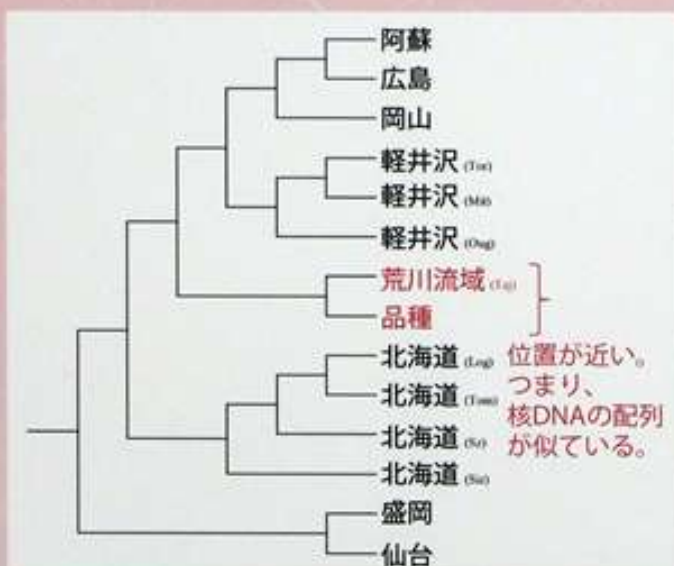 阿蘇
広島
岡山
軽井沢 (Tor)
軽井沢 (Mit)
軽井沢 (Oug)
荒川流域
品種
北海道
北海道
北海道
北海道
盛岡
仙台
位置が近い。
つまり、
核DNAの配列
が似ている。